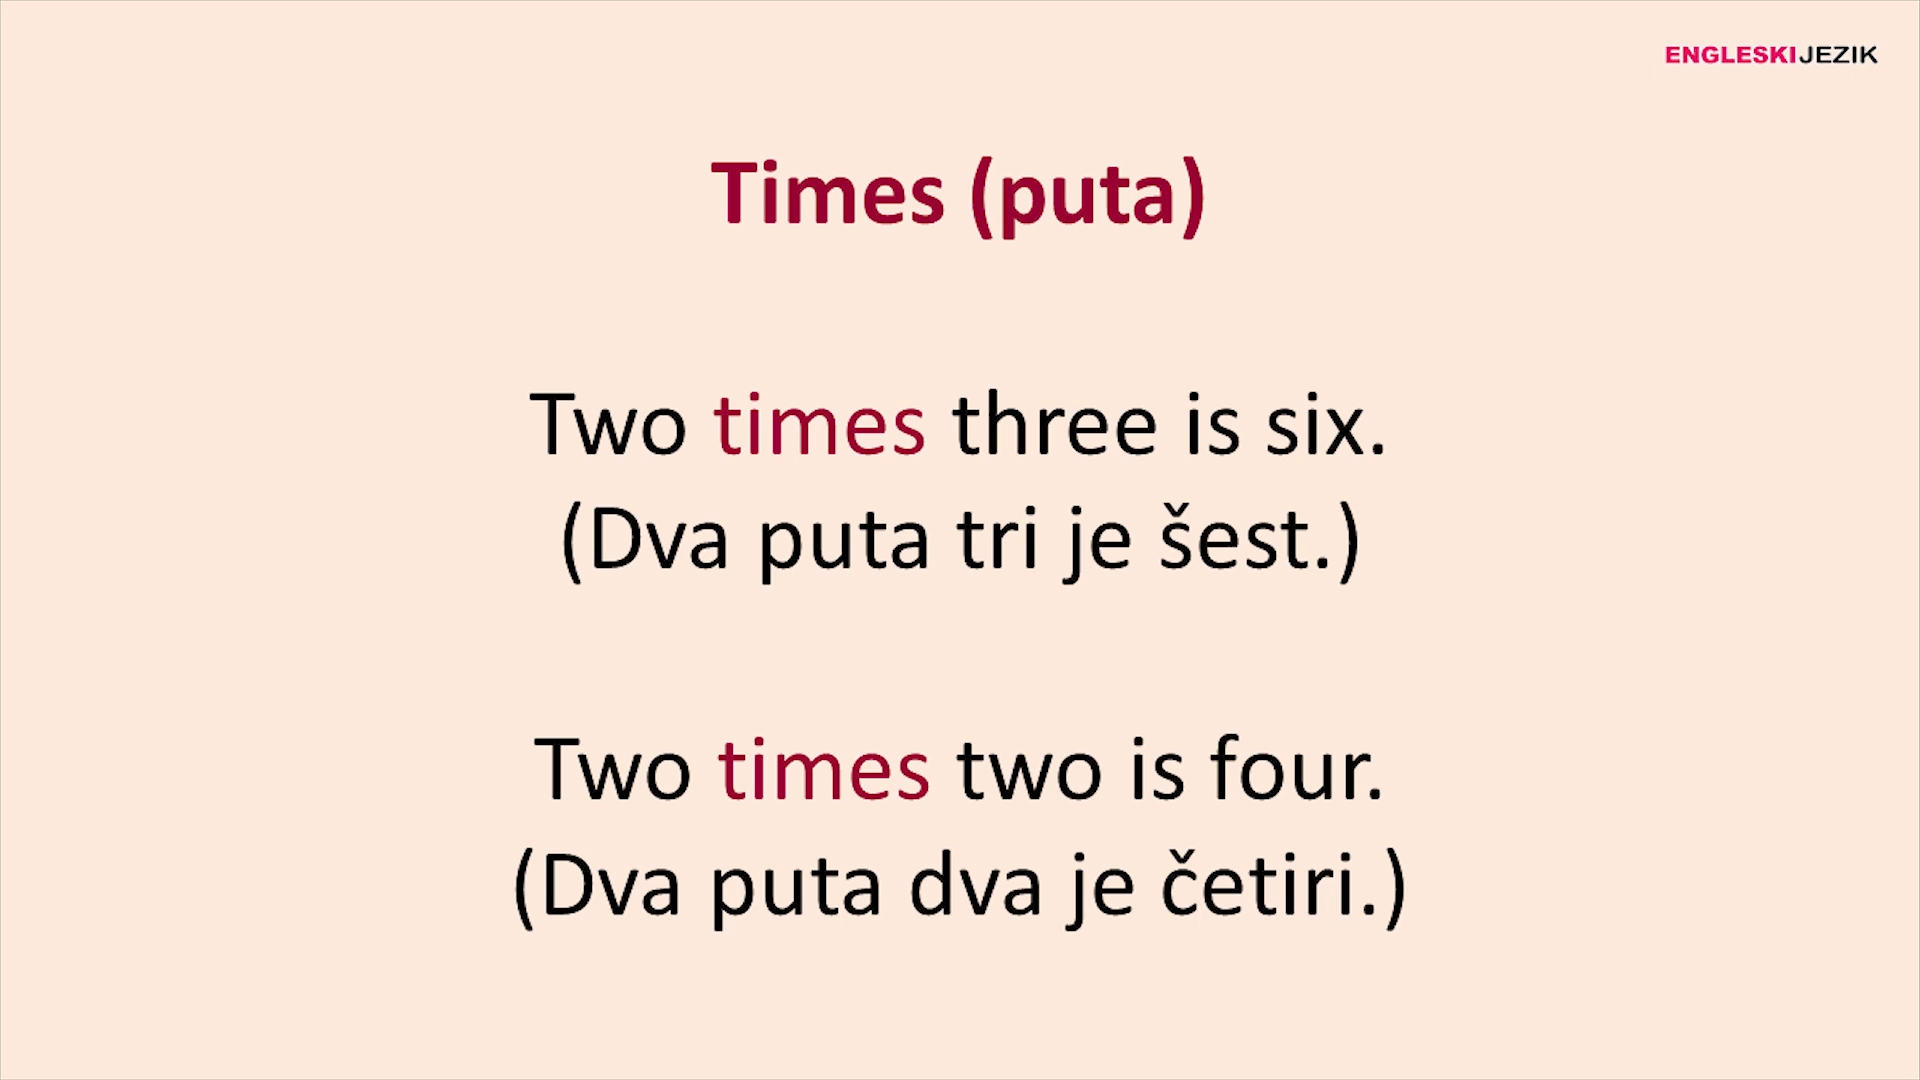 ENGLESKIJEZIK
Times (puta)
Two times three is six.
(Dva puta tri je šest.)
Two times two is four.
(Dva puta dva je četiri.)